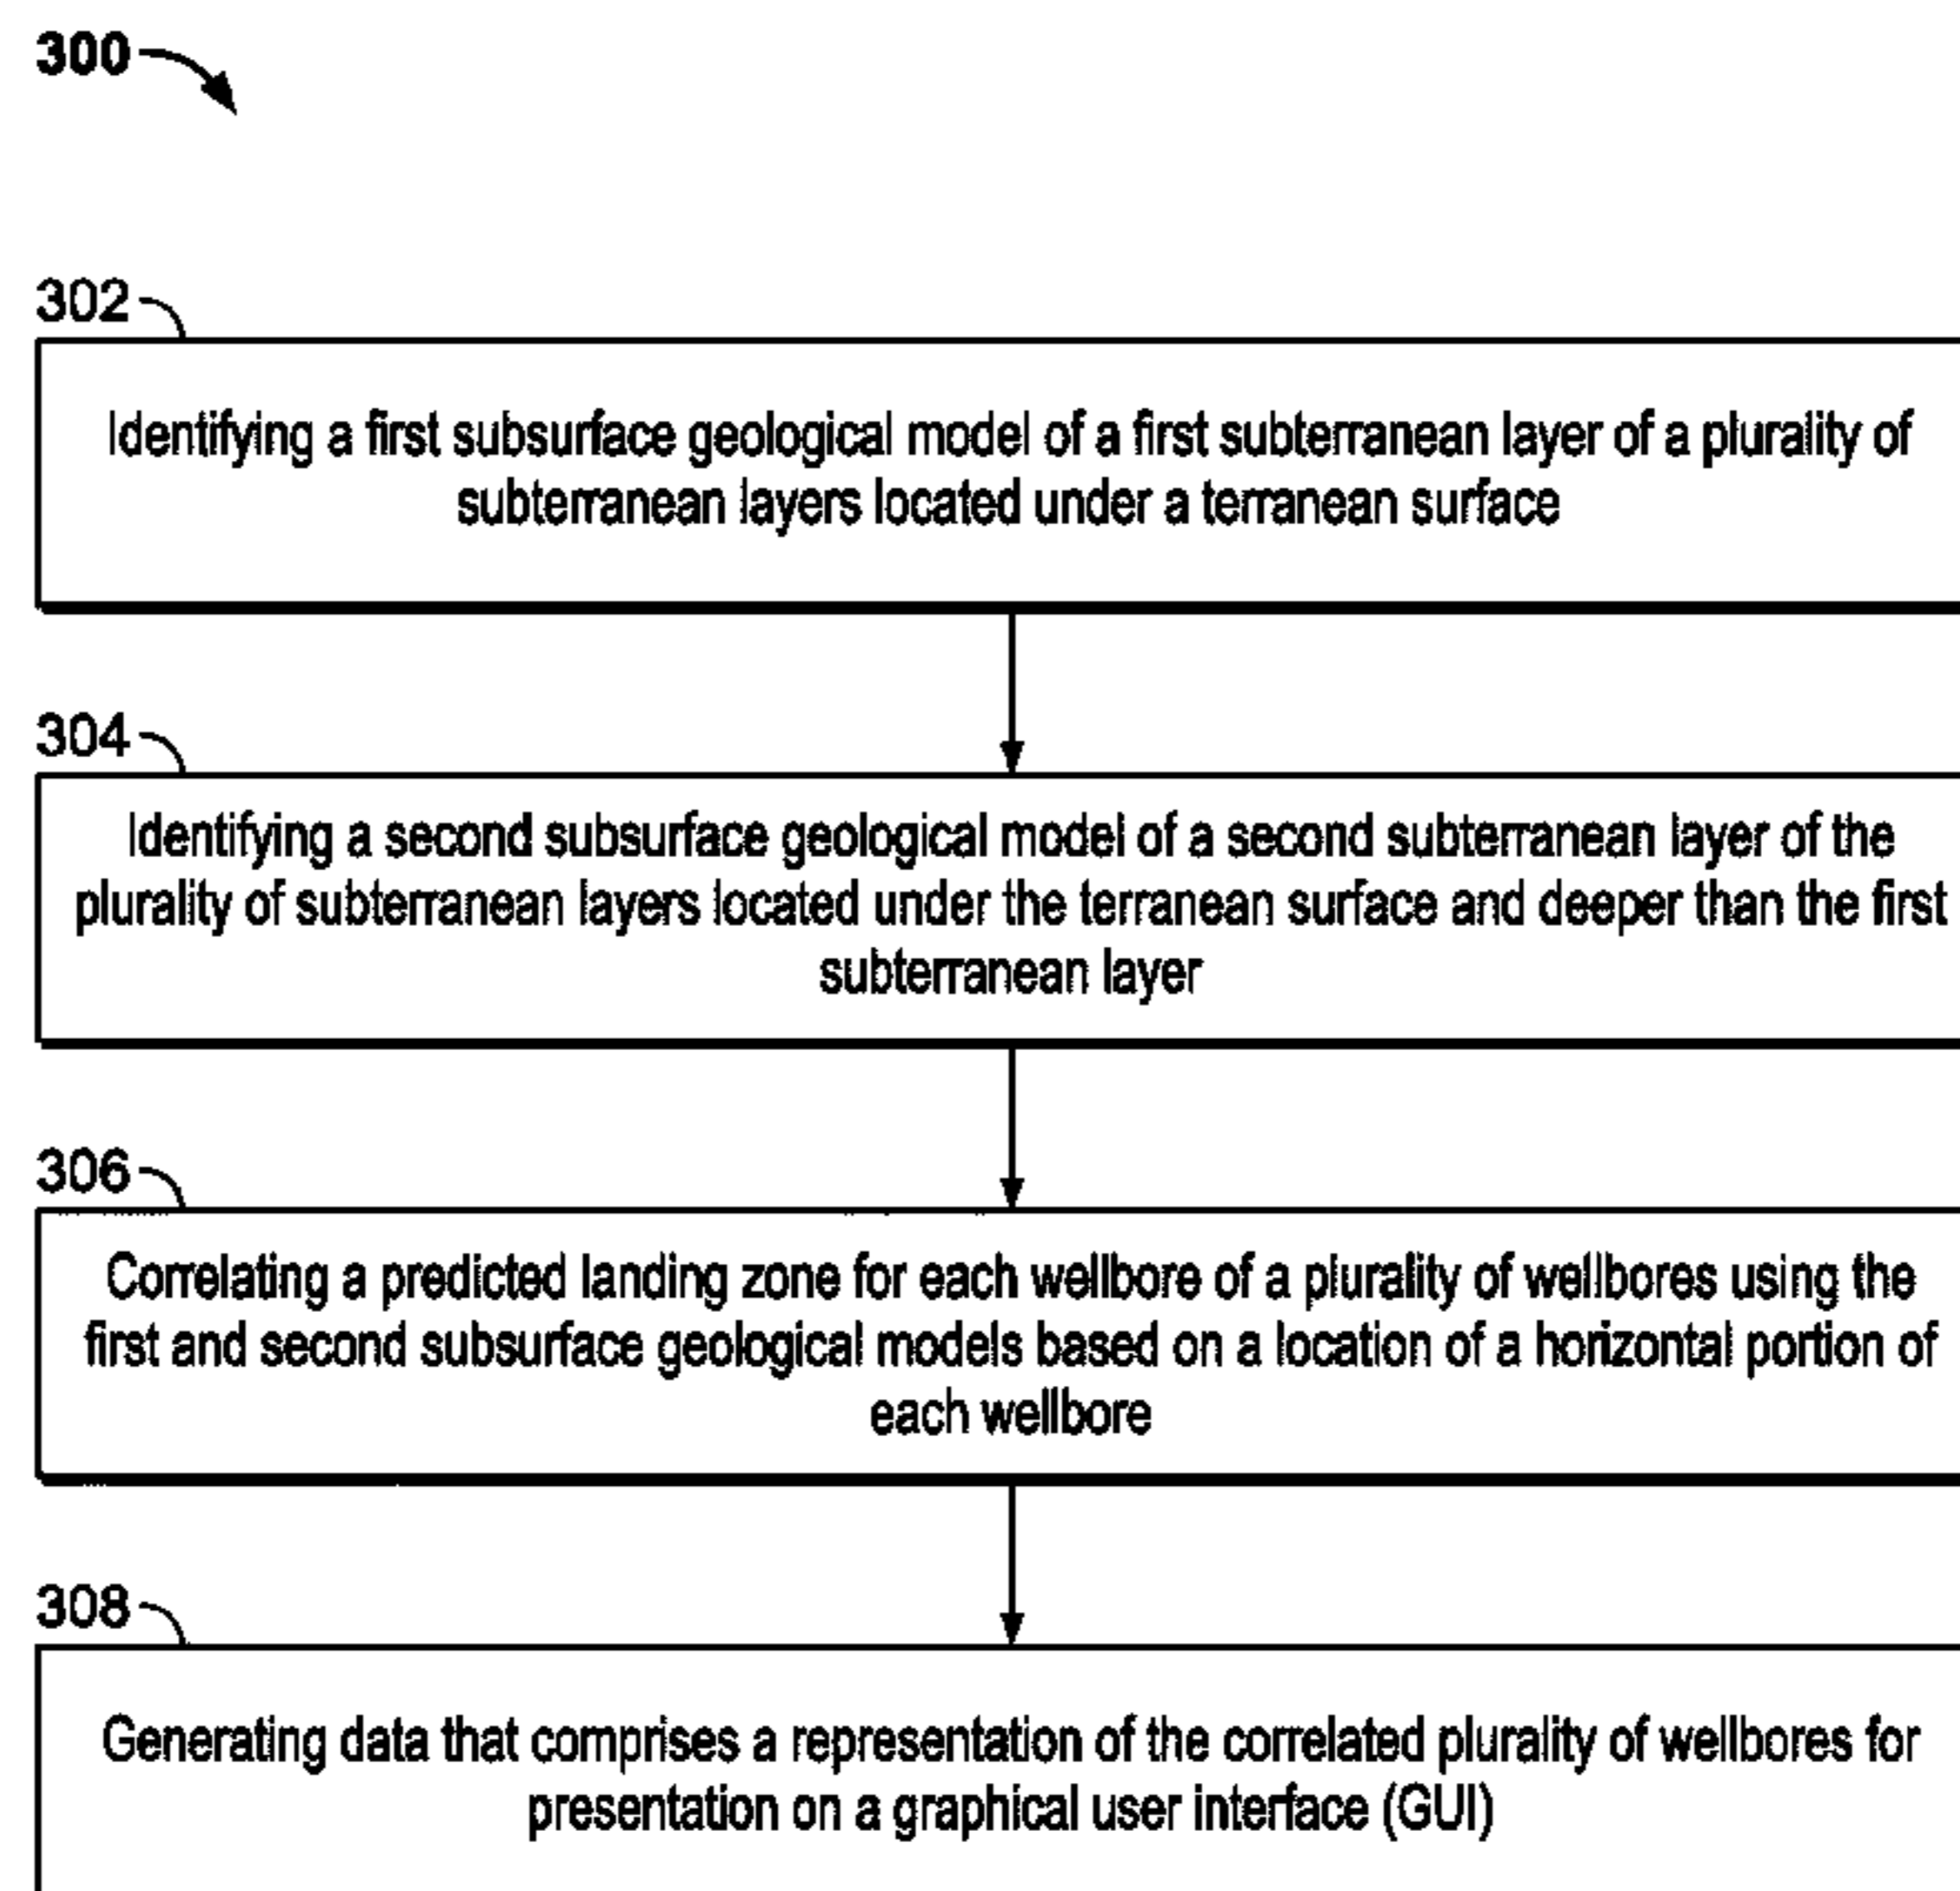 300
302
Identifying a first subsurface geological model of a first subterranean layer of a plurality of
subterranean layers located under a terranean surface
304
Identifying a second subsurface geological model of a second subterranean layer of the
plurality of subterranean layers located under the terranean surface and deeper than the first
subterranean layer
306
Correlating a predicted landing zone for each wellbore of a plurality of wellbores using the
first and second subsurface geological models based on a location of a horizontal portion of
each wellbore
308
Generating data that comprises a representation of the correlated plurality of wellbores for
presentation on a graphical user interface (GUI)